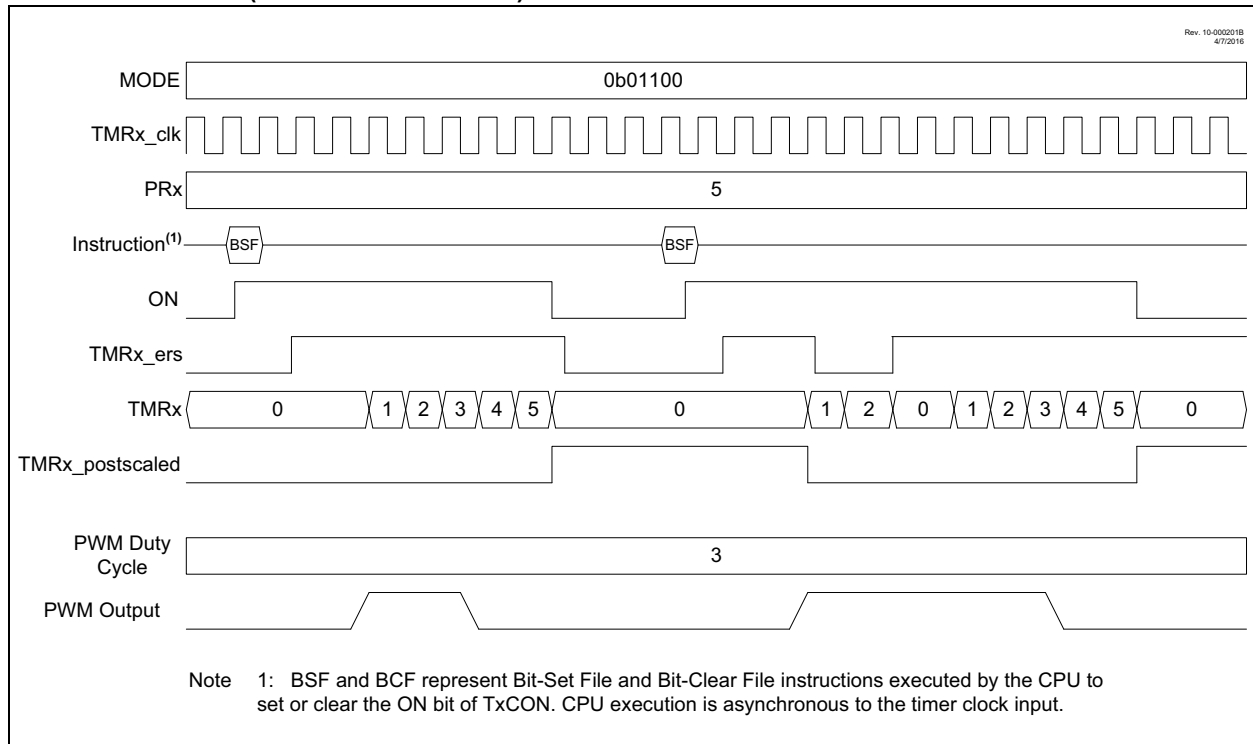 Rev. 10-000201B
4/7/2016
MODE 0b01100
TMRx_clk
PRx 5
Instruction(1) BSF BSF
ON
TMRx_ers
TMRx 0 1 2 3 4 5 0 1 2 0 1 2 3 4 5 0
TMRx_postscaled
PWM Duty
Cycle 3
PWM Output
Note 1: BSF and BCF represent Bit-Set File and Bit-Clear File instructions executed by the CPU to
set or clear the ON bit of TxCON. CPU execution is asynchronous to the timer clock input.